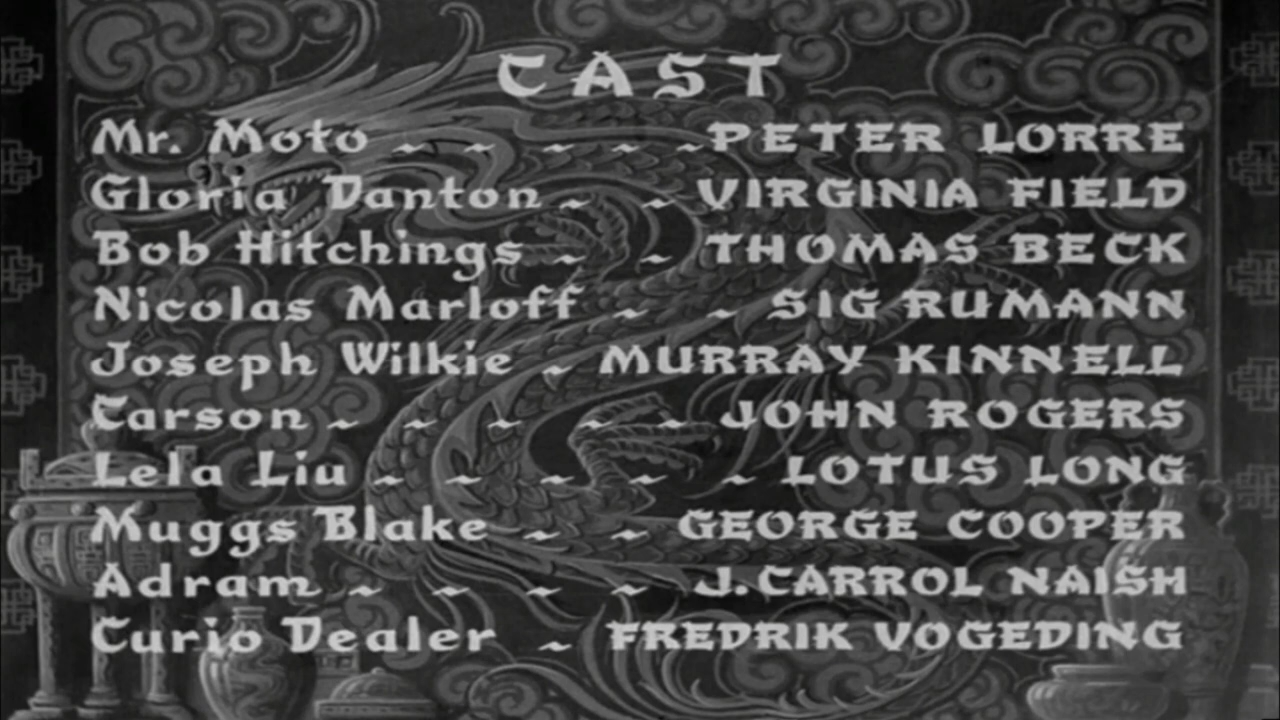 CAST
Mr. Moto ~ ~ ~ ~ ~ PETER LORRE
Gloria Danton ~ ~ VIRGINIA FIELD
Bob Hitchings ~ ~ THOMAS BECK
Nicolas Marloff ~ ~ SIG RUMANN
Joseph Wilkie ~ MURRAY KINNELL
Carson ~ ~ ~ ~ ~ JOHN ROGERS
Lela Liu ~ ~ ~ ~ ~ LOTUS LONG
Muggs Blake ~ ~ GEORGE COOPER
Adram ~ ~ ~ ~ J. CARROL NAISH
Curio Dealer ~ FREDRIK VOGEDING